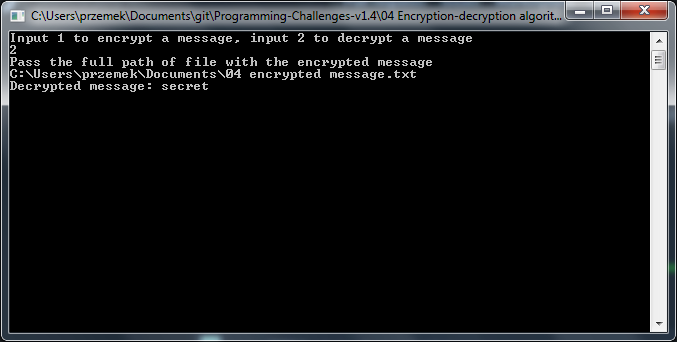 C:\Users\przemek\Documents\git\Programming-Challenges-v1.4\04 Encryption-decryption algorit...
Input 1 to encrypt a message, input 2 to decrypt a message
2
Pass the full path of file with the encrypted message
C:\Users\przemek\Documents\04 encrypted message.txt
Decrypted message: secret